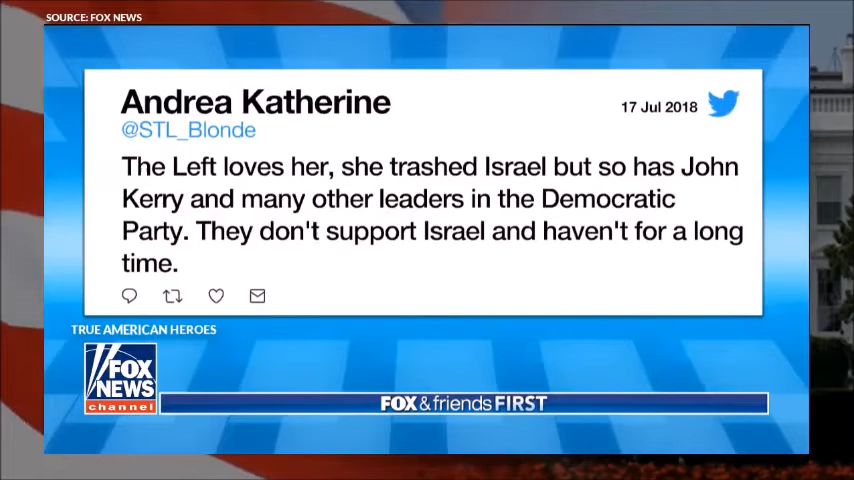 SOURCE: FOX NEWS
Andrea Katherine
17 Jul 2018
@STL_Blonde
The Left loves her, she trashed Israel but so has John
Kerry and many other leaders in the Democratic
Party. They don't support Israel and haven't for a long
time.
TRUE AMERICAN HEROES
FOX
NEWS
channel
FOX & friends FIRST